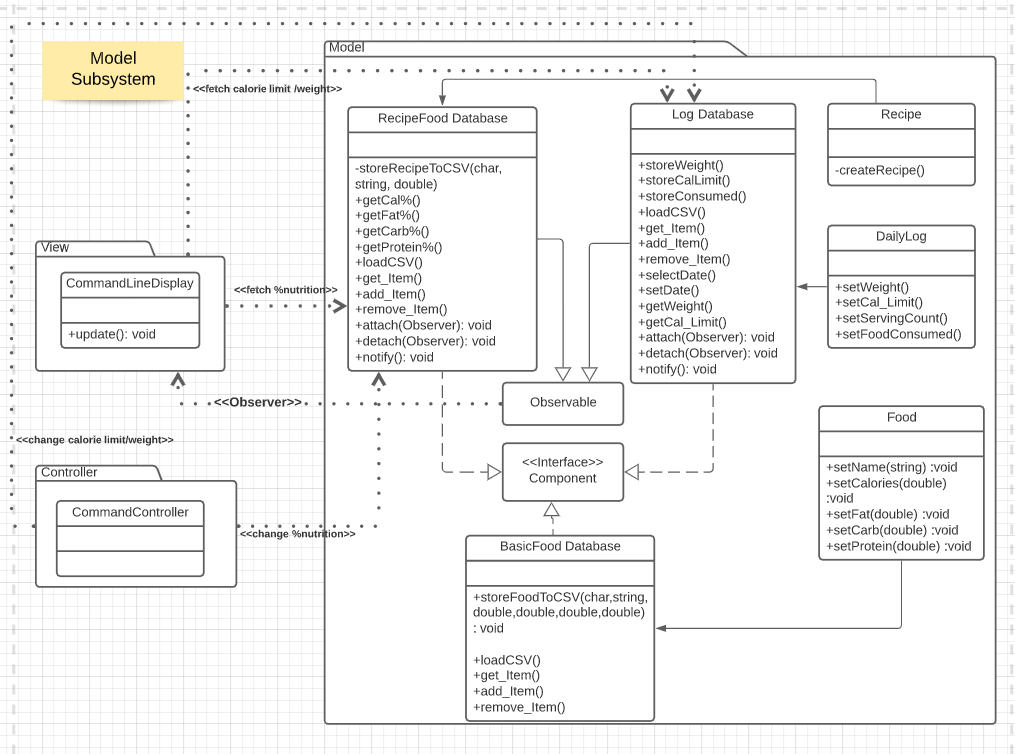 Model
Subsystem
Model
<<fetch calorie limit /weight>>
RecipeFood Database
-storeRecipeToCSV(char,
string, double)
+getCal%()
+getFat%()
+getCarb%()
+getProtein%()
+loadCSV()
+get_Item()
+add_Item()
+remove_Item()
+attach(Observer): void
+detach(Observer): void
+notify(): void
Log Database
+storeWeight()
+storeCalLimit()
+storeConsumed()
+loadCSV()
+get_Item()
+add_Item()
+remove_Item()
+selectDate()
+setDate()
+getWeight()
+getCal_Limit()
+attach(Observer): void
+detach(Observer): void
+notify(): void
Recipe
-createRecipe()
DailyLog
+setWeight()
+setCal_Limit()
+setServingCount()
+setFoodConsumed()
View
CommandLineDisplay
+update(): void
<<fetch %nutrition>>
<<Observer>>
Observable
<<change calorie limit/weight>>
Controller
CommandController
<<change %nutrition>>
<<Interface>>
Component
Food
+setName(string) :void
+setCalories(double)
:void
+setFat(double) :void
+setCarb(double) :void
+setProtein(double) :void
BasicFood Database
+storeFoodToCSV(char,string,
double,double,double,double)
: void
+loadCSV()
+get_Item()
+add_Item()
+remove_Item()